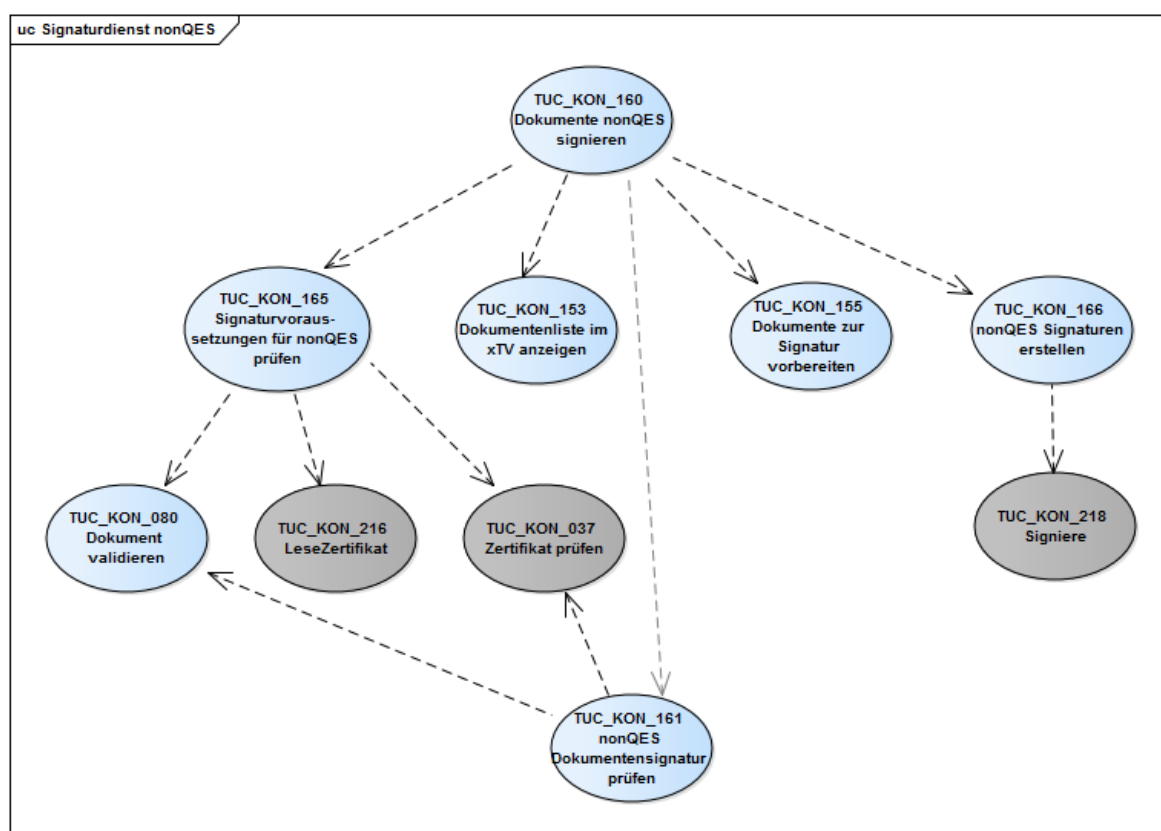 uc Signaturdienst nonQES
TUC_KON_160
Dokumente nonQES
signieren
TUC_KON_165
Signaturvoraus-
setzungen für nonQES
prüfen
TUC_KON_153
Dokumentenliste im
xTV anzeigen
TUC_KON_155
Dokumente zur
Signatur
vorbereiten
TUC_KON_166
nonQES Signaturen
erstellen
TUC_KON_080
Dokument
validieren
TUC_KON_216
LeseZertifikat
TUC_KON_037
Zertifikat prüfen
TUC_KON_218
Signiere
TUC_KON_161
nonQES
Dokumentensignatur
prüfen